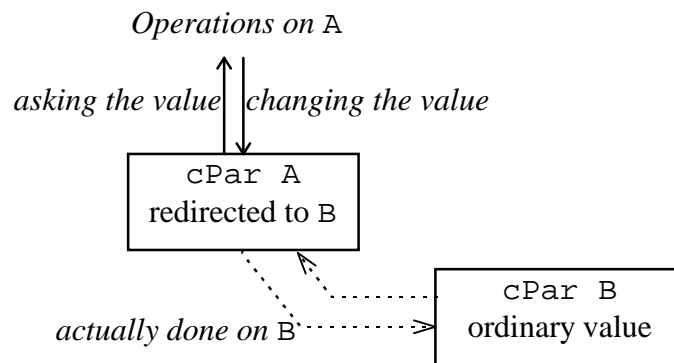 Operations on A
asking the value
changing the value
cPar A
redirected to B
cPar B
ordinary value
actually done on B